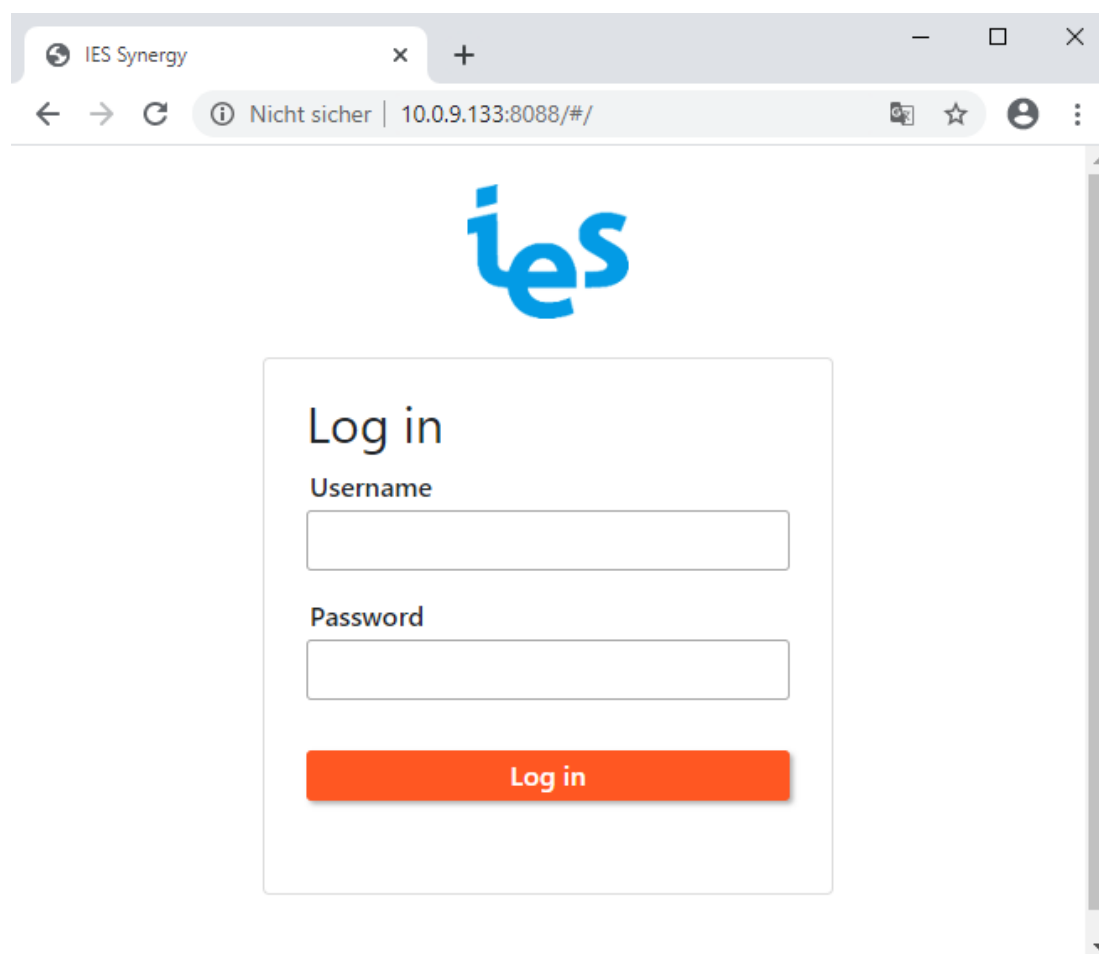 IES Synergy
Nicht sicher | 10.0.9.133:8088/#/
ies
Log in
Username
Password
Log in